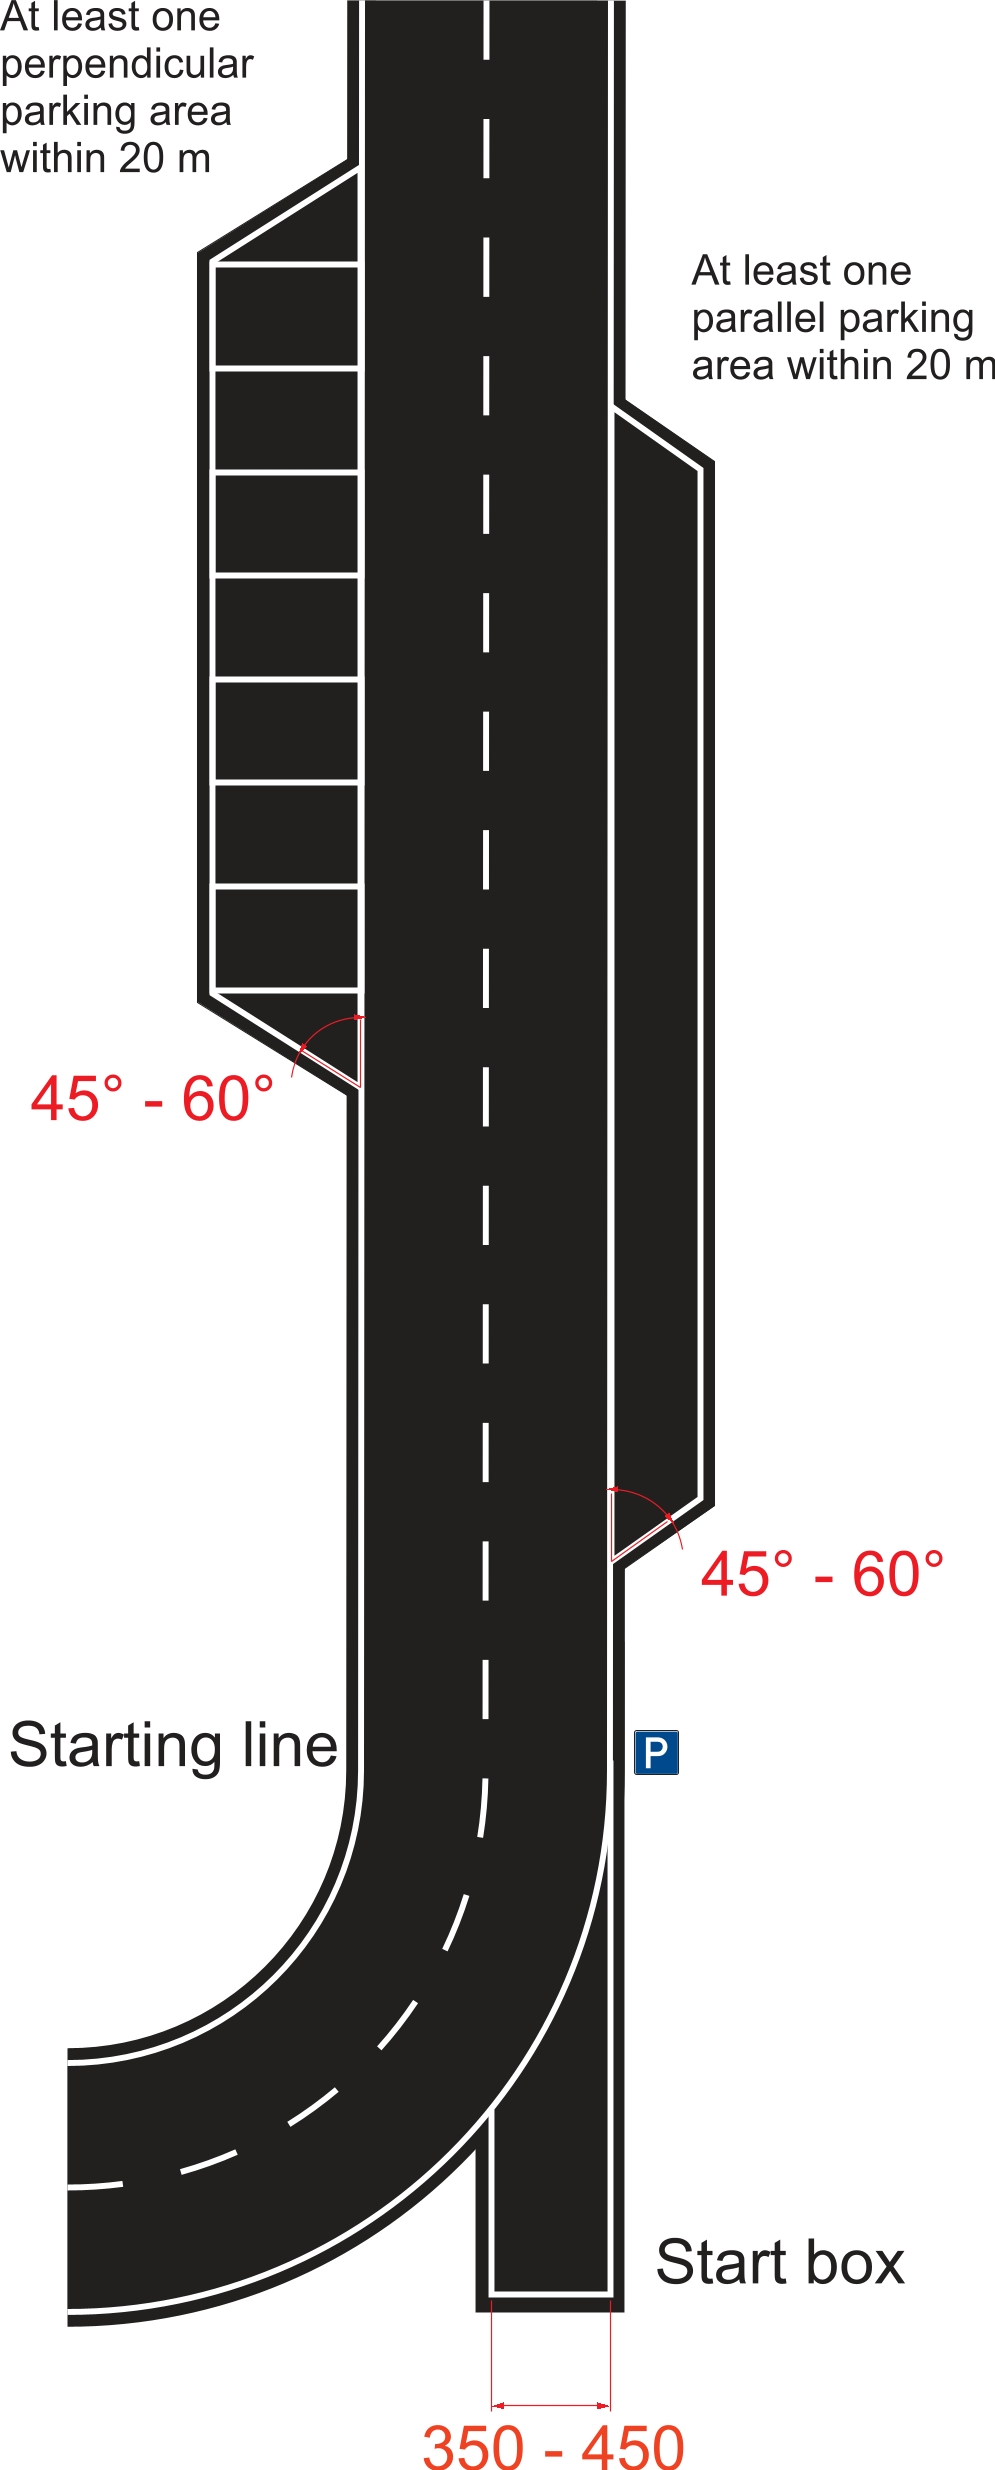 At least one
perpendicular
parking area
within 20 m
At least one
parallel parking
area within 20 m
45° - 60°
45° - 60°
Starting line
P
Start box
350 - 450